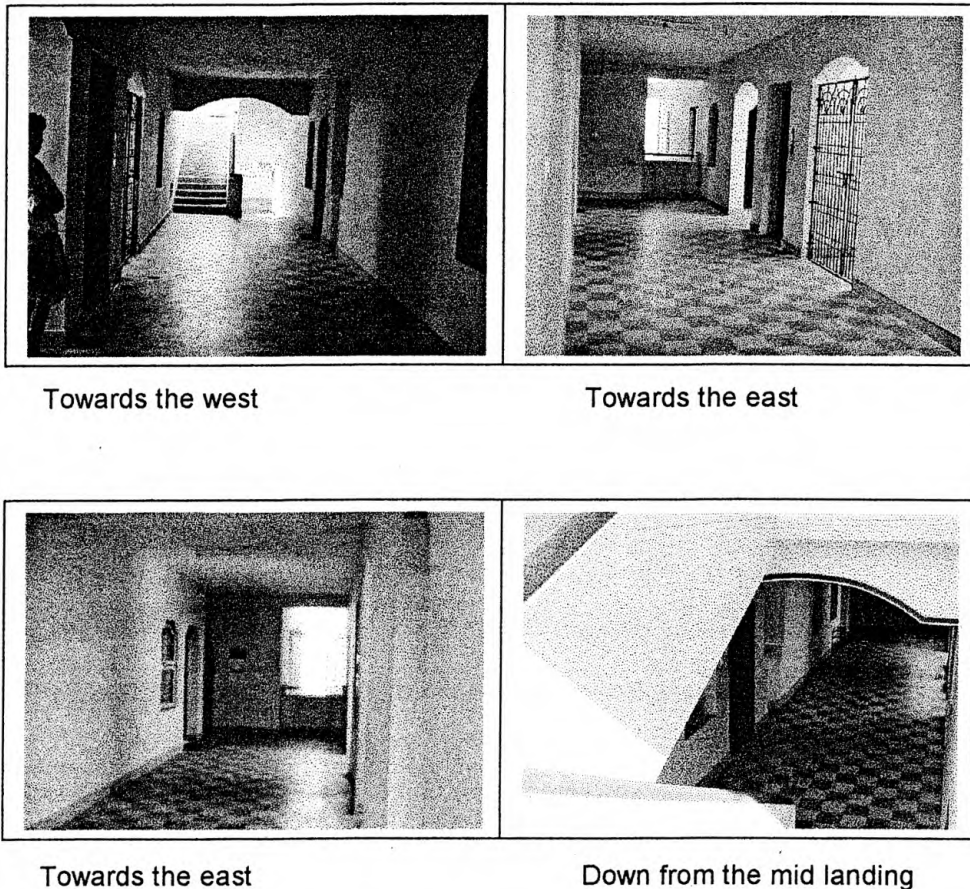 Towards the west
Towards the east
Towards the east
Down from the mid landing